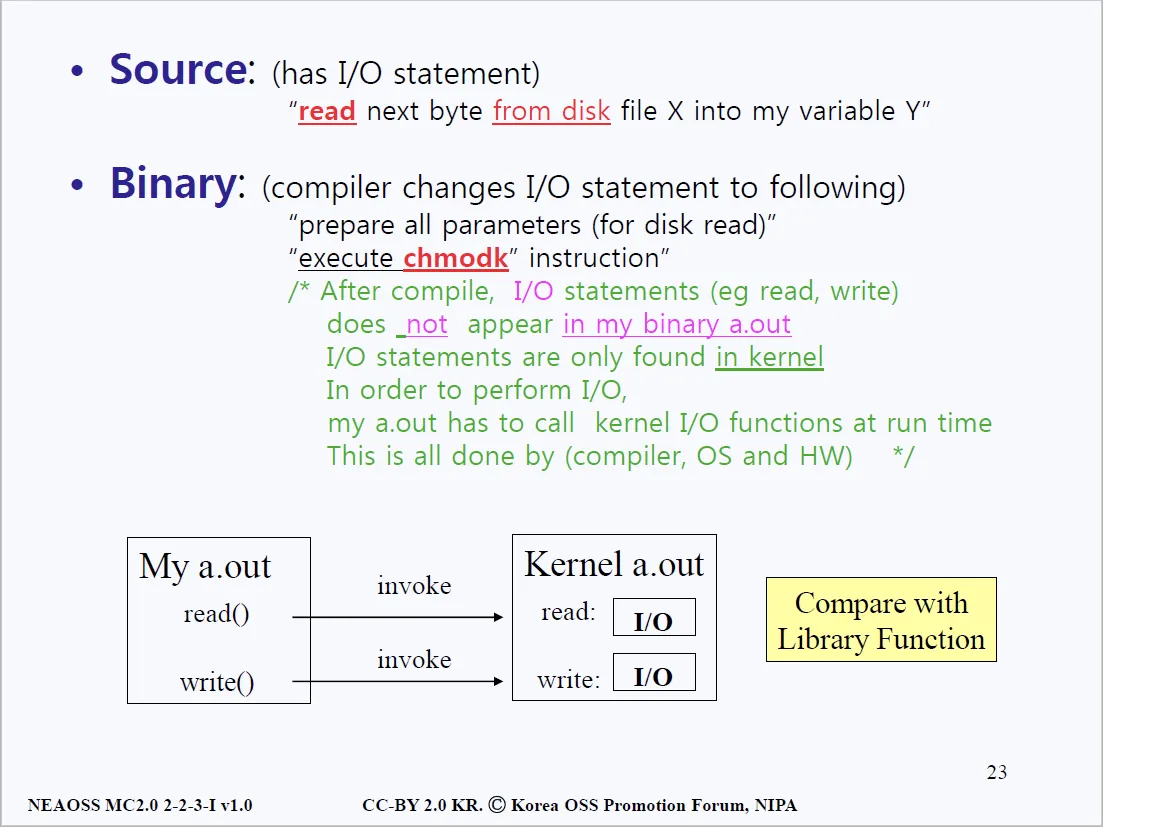 • Source: (has I/O statement)
“read next byte from disk file X into my variable Y”
• Binary: (compiler changes I/O statement to following)
“prepare all parameters (for disk read)”
“execute chmodk” instruction”
/* After compile, I/O statements (eg read, write)
does _not appear in my binary a.out
I/O statements are only found in kernel
In order to perform I/O,
my a.out has to call kernel I/O functions at run time
This is all done by (compiler, OS and HW) */
My a.out
read()
write()
invoke
invoke
Kernel a.out
read: I/O
write: I/O
Compare with
Library Function
23
NEAOSS MC2.0 2-2-3-I v1.0
CC-BY 2.0 KR. Ⓒ Korea OSS Promotion Forum, NIPA